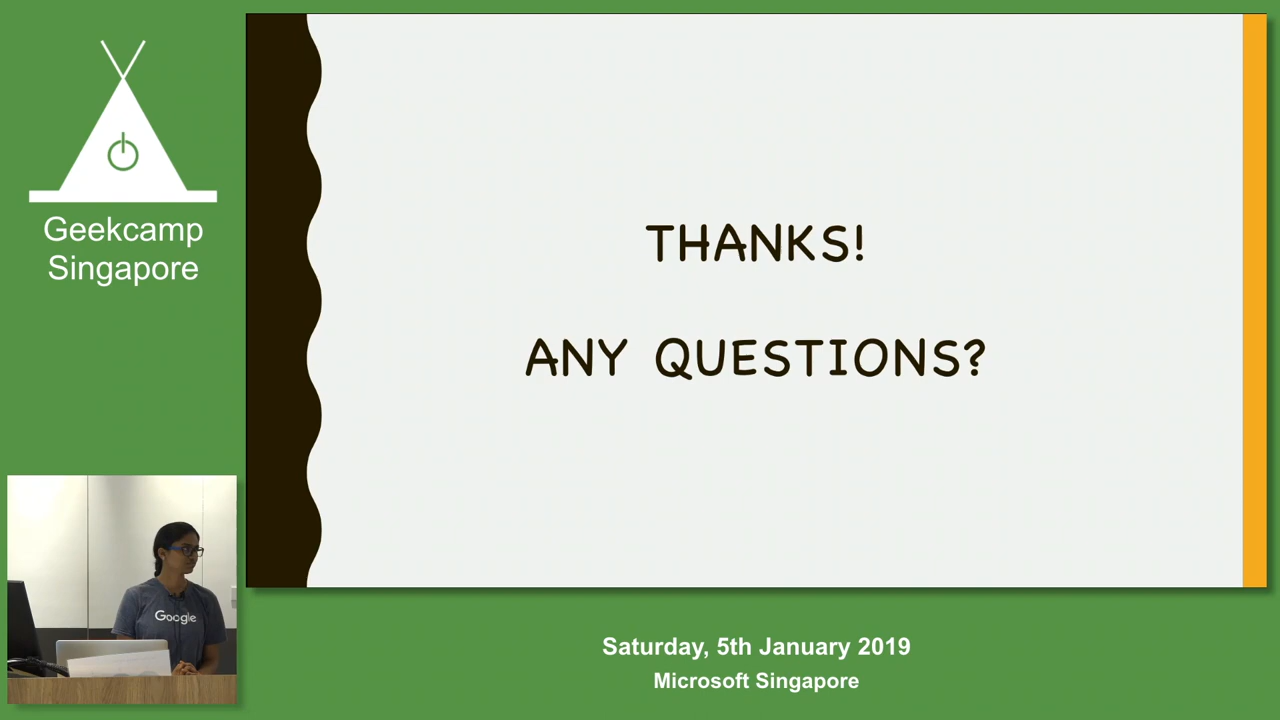 Geekcamp
Singapore
THANKS!
ANY QUESTIONS?
Google
Saturday, 5th January 2019
Microsoft Singapore